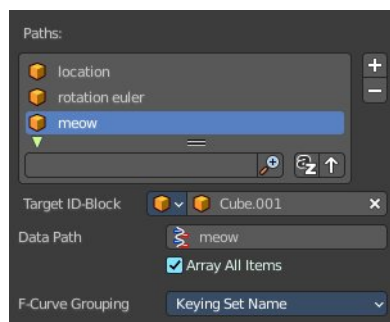 Paths:
location
rotation euler
meow
Target ID-Block Cube.001
Data Path meow
Array All Items
F-Curve Grouping Keying Set Name